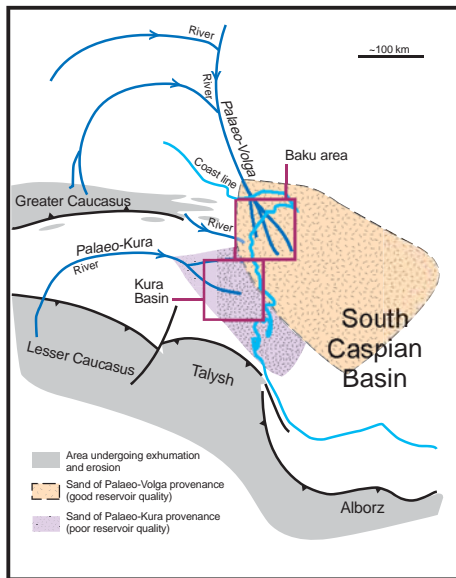 River
~100 km
River
Palaeo-Volga
Coast line
Baku area
Greater Caucasus
River
Palaeo-Kura
River
Kura
Basin
South
Caspian
Basin
Lesser Caucasus
Talysh
Area undergoing exhumation
and erosion
Sand of Palaeo-Volga provenance
(good reservoir quality)
Sand of Palaeo-Kura provenance
(poor reservoir quality)
Alborz